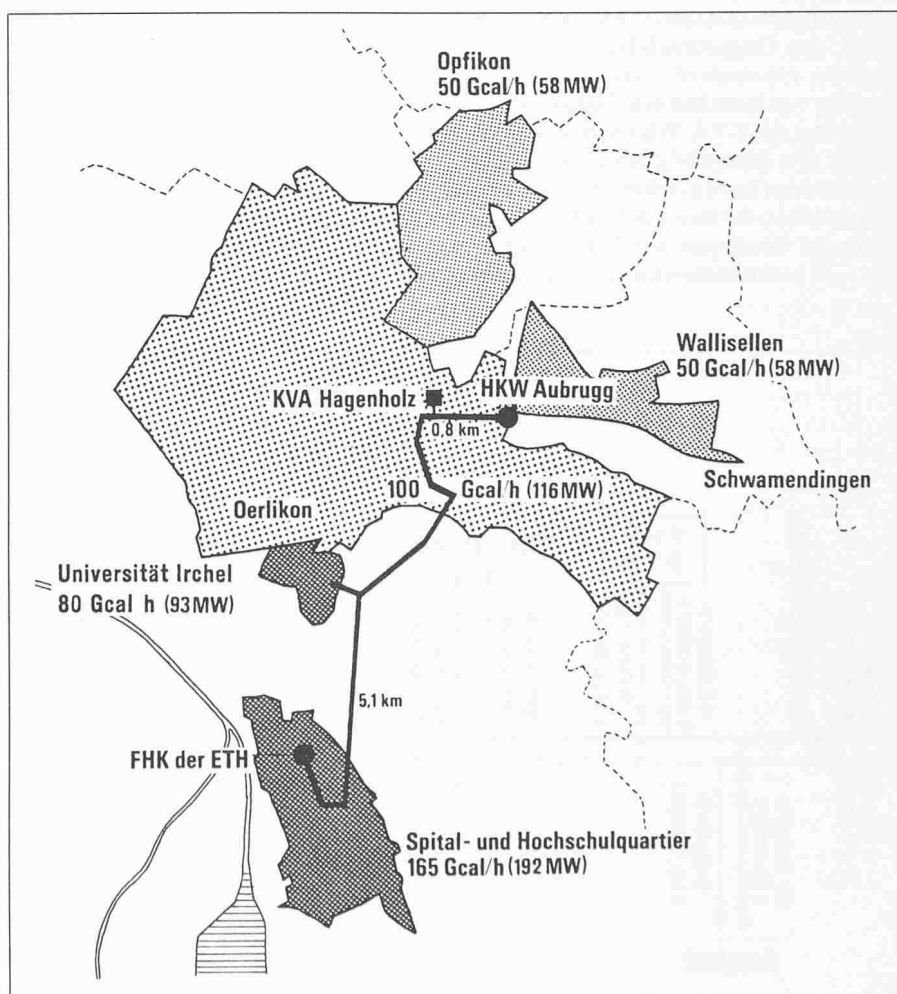 Opfikon
50 Gcal/h (58 MW)
Wallisellen
50 Gcal/h (58 MW)
KVA Hagenholz
HKW Aubrugg
0,8 km
Schwamendingen
100 Gcal/h (116 MW)
Oerlikon
Universität Irchel
80 Gcal h (93 MW)
5,1 km
FHK der ETH
Spital- und Hochschulquartier
165 Gcal/h (192 MW)